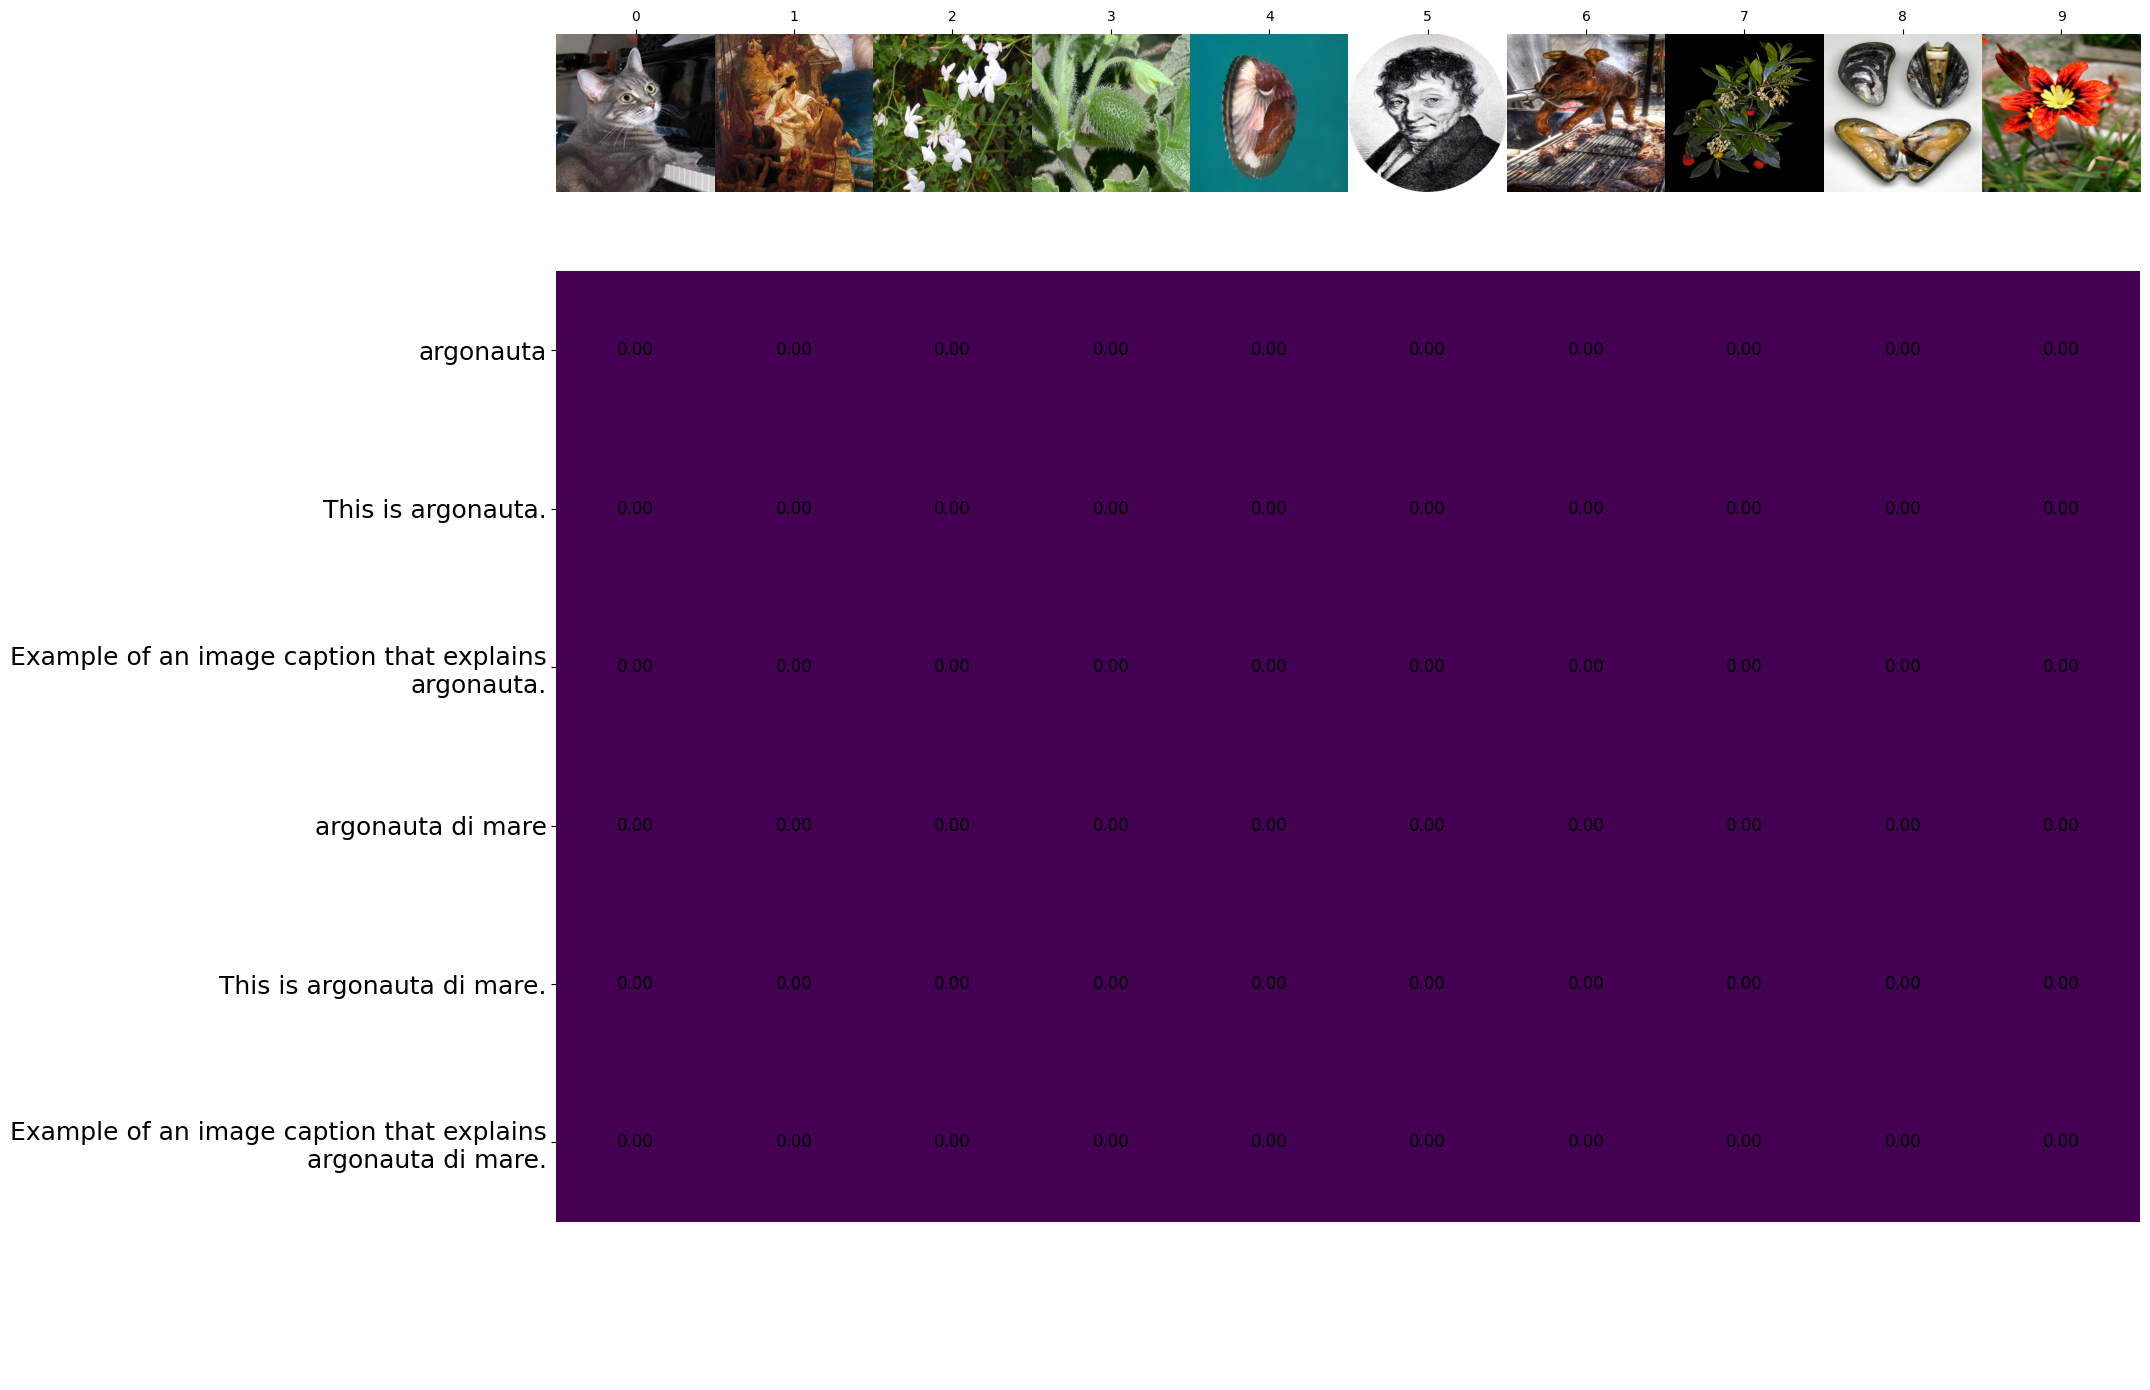 0 1 2 3 4 5 6 7 8 9
argonauta 0.00 0.00 0.00 0.00 0.00 0.00 0.00 0.00 0.00 0.00
This is argonauta. 0.00 0.00 0.00 0.00 0.00 0.00 0.00 0.00 0.00 0.00
Example of an image caption that explains
argonauta. 0.00 0.00 0.00 0.00 0.00 0.00 0.00 0.00 0.00 0.00
argonauta di mare 0.00 0.00 0.00 0.00 0.00 0.00 0.00 0.00 0.00 0.00
This is argonauta di mare. 0.00 0.00 0.00 0.00 0.00 0.00 0.00 0.00 0.00 0.00
Example of an image caption that explains
argonauta di mare. 0.00 0.00 0.00 0.00 0.00 0.00 0.00 0.00 0.00 0.00